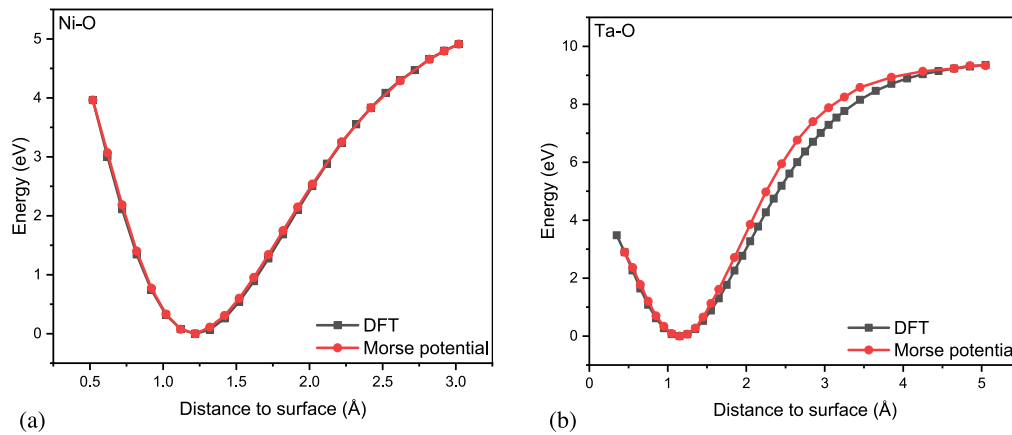 Ni-O
5
4
3
2
1
0
Energy (eV)
DFT
Morse potential
0.5 1.0 1.5 2.0 2.5 3.0
Distance to surface (Å)
(a)
Ta-O
10
8
6
4
2
0
Energy (eV)
DFT
Morse potential
0 1 2 3 4 5
Distance to surface (Å)
(b)